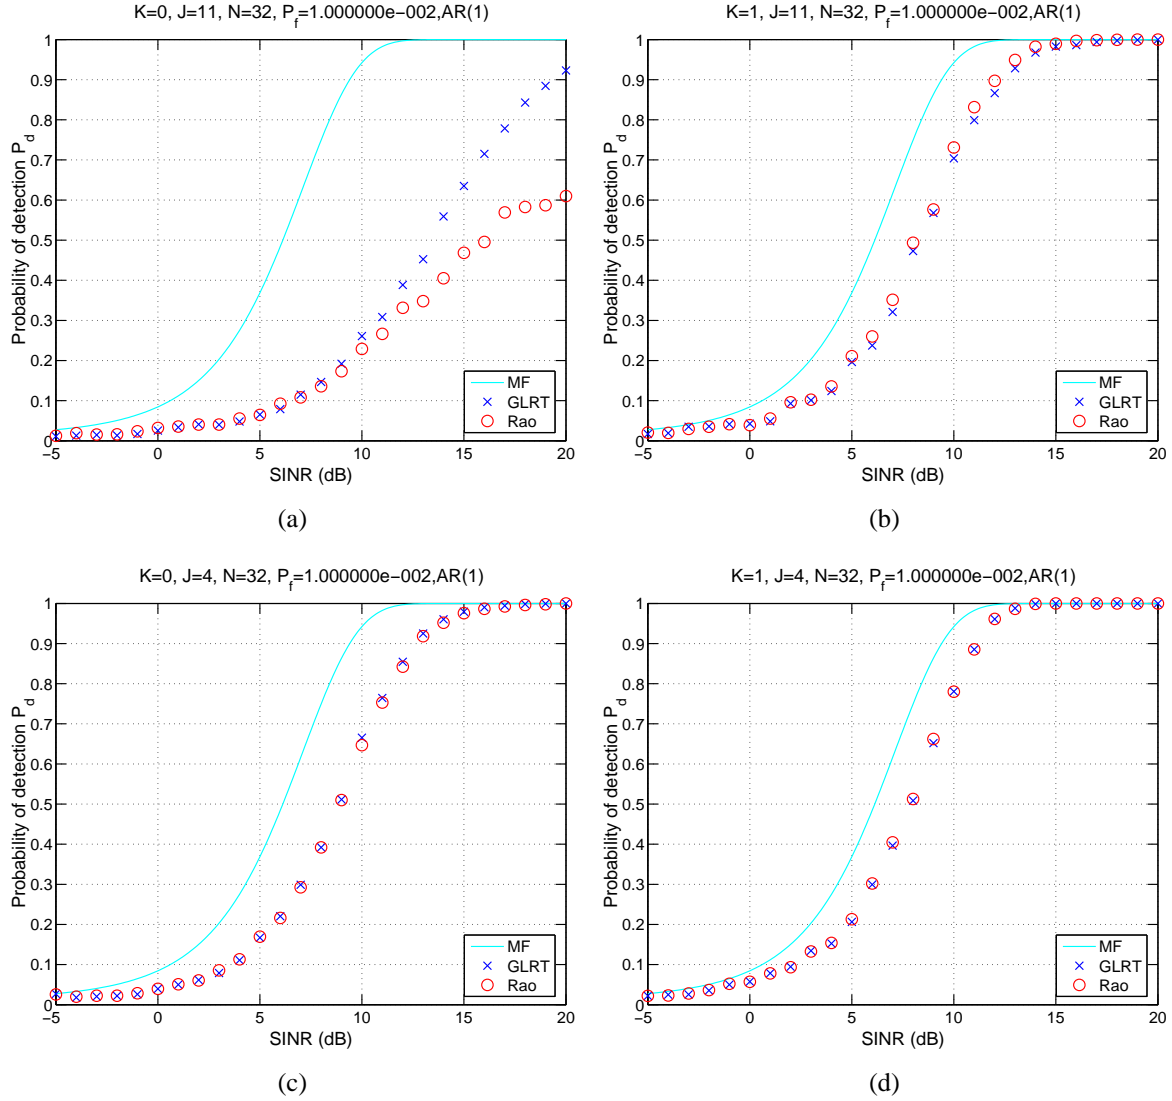 K=0, J=11, N=32, P_f=1.000000e−002,AR(1)
1
0.9
0.8
0.7
0.6
0.5
0.4
0.3
0.2
0.1
0
Probability of detection P_d
MF
GLRT
Rao
−5
0
5
10
15
20
SINR (dB)
(a)
K=1, J=11, N=32, P_f=1.000000e−002,AR(1)
1
0.9
0.8
0.7
0.6
0.5
0.4
0.3
0.2
0.1
0
Probability of detection P_d
MF
GLRT
Rao
−5
0
5
10
15
20
SINR (dB)
(b)
K=0, J=4, N=32, P_f=1.000000e−002,AR(1)
1
0.9
0.8
0.7
0.6
0.5
0.4
0.3
0.2
0.1
0
Probability of detection P_d
MF
GLRT
Rao
−5
0
5
10
15
20
SINR (dB)
(c)
K=1, J=4, N=32, P_f=1.000000e−002,AR(1)
1
0.9
0.8
0.7
0.6
0.5
0.4
0.3
0.2
0.1
0
Probability of detection P_d
MF
GLRT
Rao
−5
0
5
10
15
20
SINR (dB)
(d)